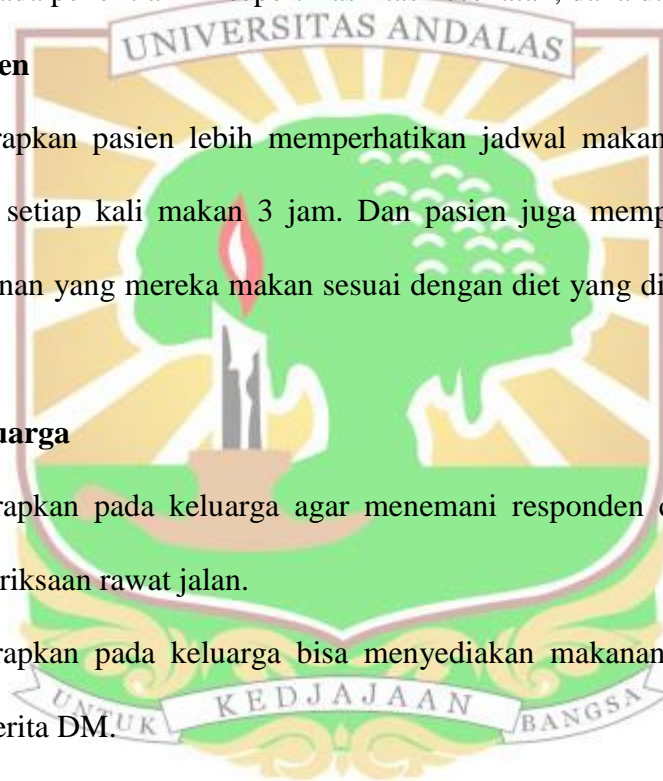 UNIVERSITAS ANDALAS
en
rapkan pasien lebih memperhatikan jadwal makan
setiap kali makan 3 jam. Dan pasien juga memp
nan yang mereka makan sesuai dengan diet yang di
uarga
rapkan pada keluarga agar menemani responden
riksaan rawat jalan.
rapkan pada keluarga bisa menyediakan makanan
erita DM.
UNTUK KEDJAJAAN BANGSA